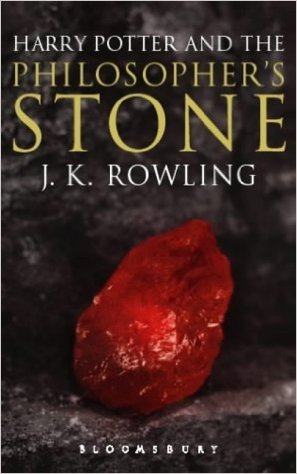 HARRY POTTER AND THE
PHILOSOPHER'S
STONE
J. K. ROWLING
BLOOMSBURY